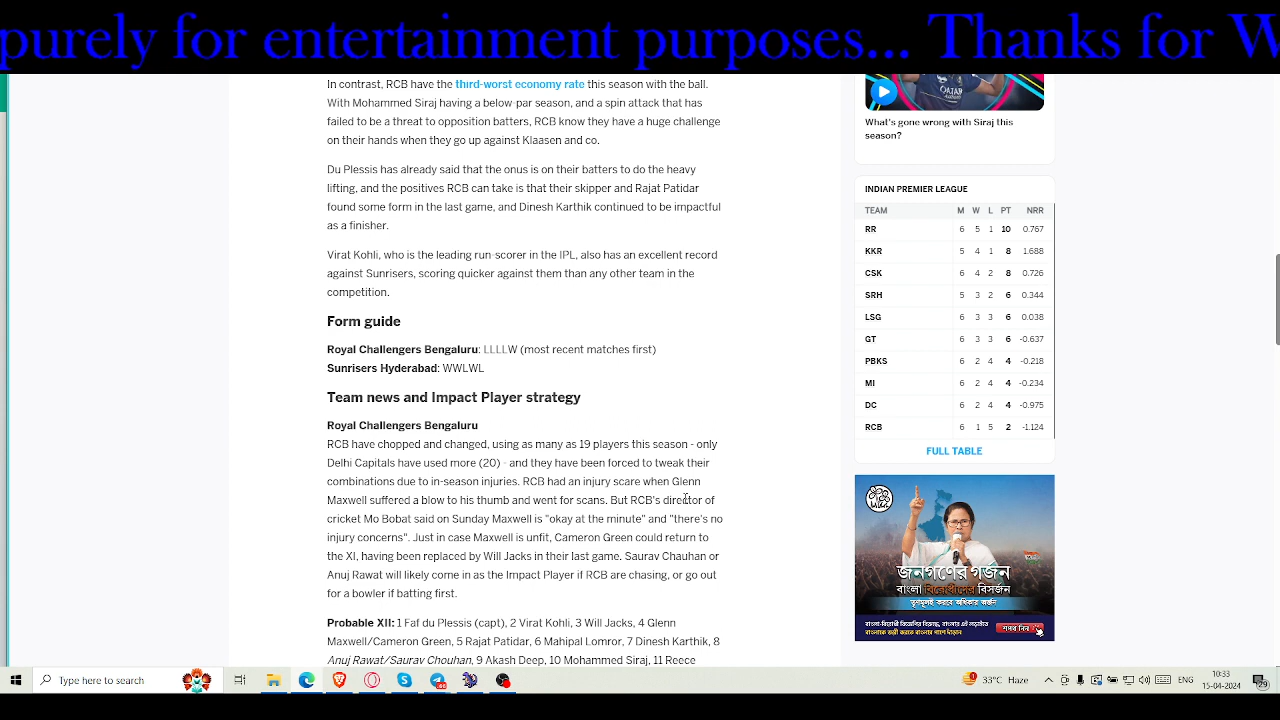 purely for entertainment purposes... Thanks for W
In contrast, RCB have the third-worst economy rate this season with the ball.
With Mohammed Siraj having a below-par season, and a spin attack that has
failed to be a threat to opposition batters, RCB know they have a huge challenge
on their hands when they go up against Klaasen and co.
Du Plessis has already said that the onus is on their batters to do the heavy
lifting, and the positives RCB can take is that their skipper and Rajat Patidar
found some form in the last game, and Dinesh Karthik continued to be impactful
as a finisher.
Virat Kohli, who is the leading run-scorer in the IPL, also has an excellent record
against Sunrisers, scoring quicker against them than any other team in the
competition.
Form guide
Royal Challengers Bengaluru: LLLLW (most recent matches first)
Sunrisers Hyderabad: WWLWL
Team news and Impact Player strategy
Royal Challengers Bengaluru
RCB have chopped and changed, using as many as 19 players this season - only
Delhi Capitals have used more (20) - and they have been forced to tweak their
combinations due to in-season injuries. RCB had an injury scare when Glenn
Maxwell suffered a blow to his thumb and went for scans. But RCB's director of
cricket Mo Bobat said on Sunday Maxwell is "okay at the minute" and "there's no
injury concerns". Just in case Maxwell is unfit, Cameron Green could return to
the XI, having been replaced by Will Jacks in their last game. Saurav Chauhan or
Anuj Rawat will likely come in as the Impact Player if RCB are chasing, or go out
for a bowler if batting first.
Probable XII: 1 Faf du Plessis (capt), 2 Virat Kohli, 3 Will Jacks, 4 Glenn
Maxwell/Cameron Green, 5 Rajat Patidar, 6 Mahipal Lomror, 7 Dinesh Karthik, 8
Anuj Rawat/Saurav Chouhan, 9 Akash Deep, 10 Mohammed Siraj, 11 Reece
QATAR
What's gone wrong with Siraj this
season?
INDIAN PREMIER LEAGUE
TEAM M W L PT NRR
RR 6 5 1 10 0.767
KKR 5 4 1 8 1.688
CSK 6 4 2 8 0.726
SRH 5 3 2 6 0.344
LSG 6 3 3 6 0.038
GT 6 3 3 6 -0.637
PBKS 6 2 4 4 -0.218
MI 6 2 4 4 -0.234
DC 6 2 4 4 -0.975
RCB 6 1 5 2 -1.124
FULL TABLE
জনগণের গর্জন
বাংলা বিরোধীদের বিসর্জন
Type here to search
33°C Haze
ENG
10:33
15-04-2024